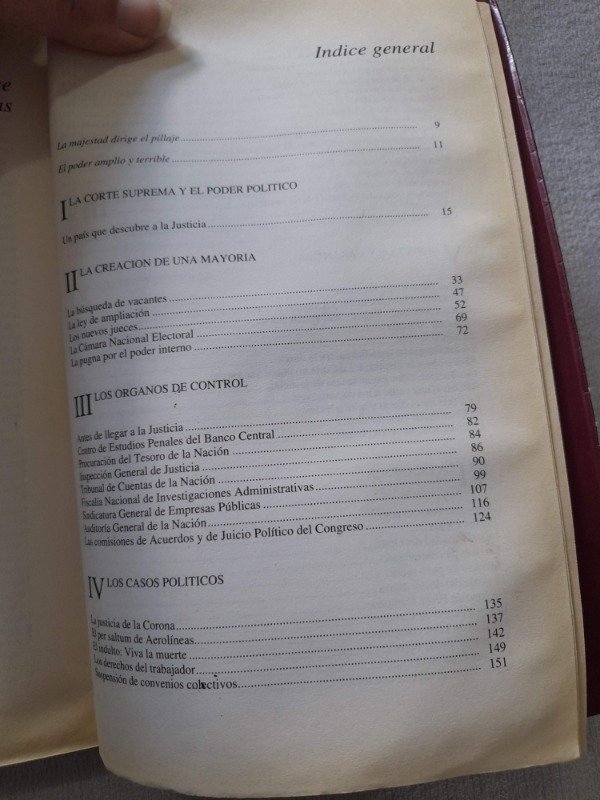 e
as
Indice general
La majestad dirige el pillaje 9
El poder amplio y terrible 11
I LA CORTE SUPREMA Y EL PODER POLITICO
Un país que descubre a la Justicia 15
II LA CREACION DE UNA MAYORIA
La búsqueda de vacantes 33
La ley de ampliación 47
Los nuevos jueces 52
La Cámara Nacional Electoral 69
La pugna por el poder interno 72
III LOS ORGANOS DE CONTROL
Antes de llegar a la Justicia 79
Centro de Estudios Penales del Banco Central 82
Procuración del Tesoro de la Nación 84
Inspección General de Justicia 86
Tribunal de Cuentas de la Nación 90
Fiscalía Nacional de Investigaciones Administrativas 99
Sindicatura General de Empresas Públicas 107
Auditoría General de la Nación 116
Las comisiones de Acuerdos y de Juicio Político del Congreso 124
IV LOS CASOS POLITICOS
La justicia de la Corona 135
El per saltum de Aerolíneas 137
El indulto: Viva la muerte 142
Los derechos del trabajador 149
Suspensión de convenios colectivos 151